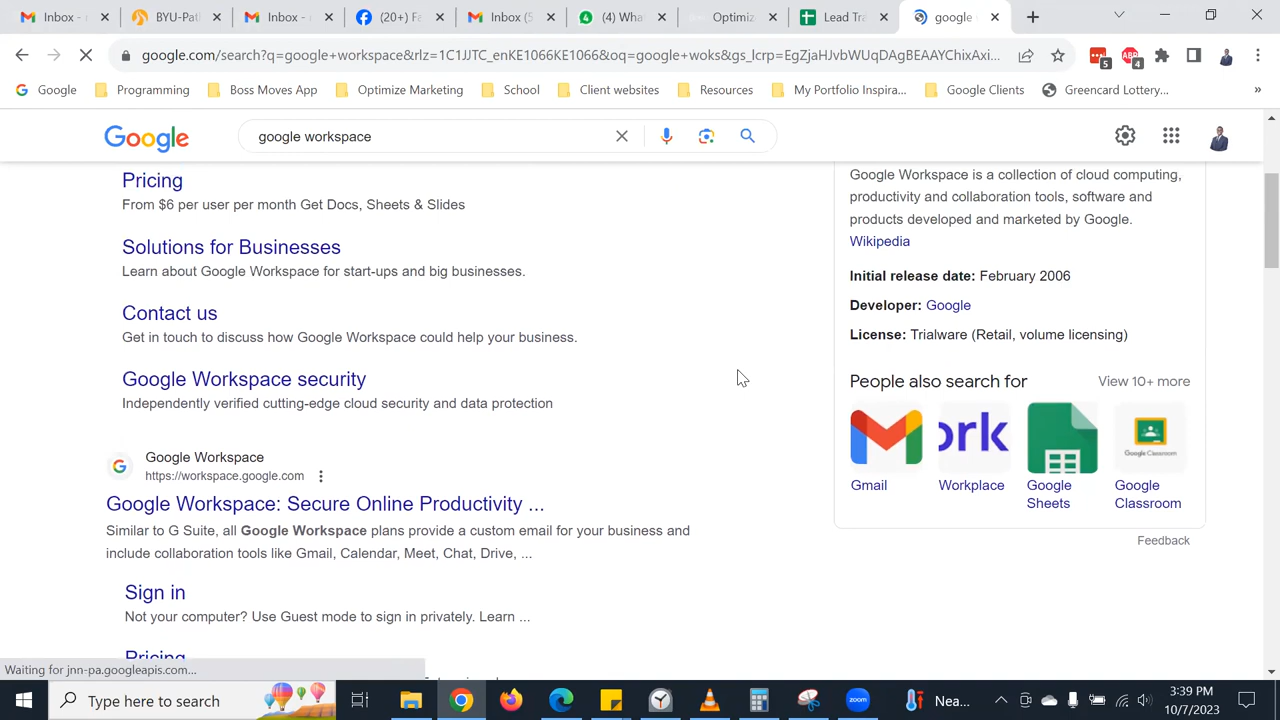 Inbox -
BYU-Pat
Inbox -
(20+) Fa
Inbox (5
(4) Wha
Optimiz
Lead Tra
google
google.com/search?q=google+workspace&rlz=1C1JJTC_enKE1066KE1066&oq=google+woks&gs_lcrp=EgZjaHJvbWUqDAgBEAAYChixAxi...
5
4
Google
Programming
Boss Moves App
Optimize Marketing
School
Client websites
Resources
My Portfolio Inspira...
Google Clients
Greencard Lottery...
»
Google
google workspace
Pricing
From $6 per user per month Get Docs, Sheets & Slides
Solutions for Businesses
Learn about Google Workspace for start-ups and big businesses.
Contact us
Get in touch to discuss how Google Workspace could help your business.
Google Workspace security
Independently verified cutting-edge cloud security and data protection
Google Workspace
https://workspace.google.com
Google Workspace: Secure Online Productivity ...
Similar to G Suite, all Google Workspace plans provide a custom email for your business and
include collaboration tools like Gmail, Calendar, Meet, Chat, Drive, ...
Sign in
Not your computer? Use Guest mode to sign in privately. Learn ...
Pricing
Google Workspace is a collection of cloud computing,
productivity and collaboration tools, software and
products developed and marketed by Google.
Wikipedia
Initial release date: February 2006
Developer: Google
License: Trialware (Retail, volume licensing)
People also search for
View 10+ more
ork
Google Classroom
Gmail
Workplace
Google
Sheets
Google
Classroom
Feedback
Waiting for jnn-pa.googleapis.com...
Type here to search
zoom
Nea...
3:39 PM
10/7/2023